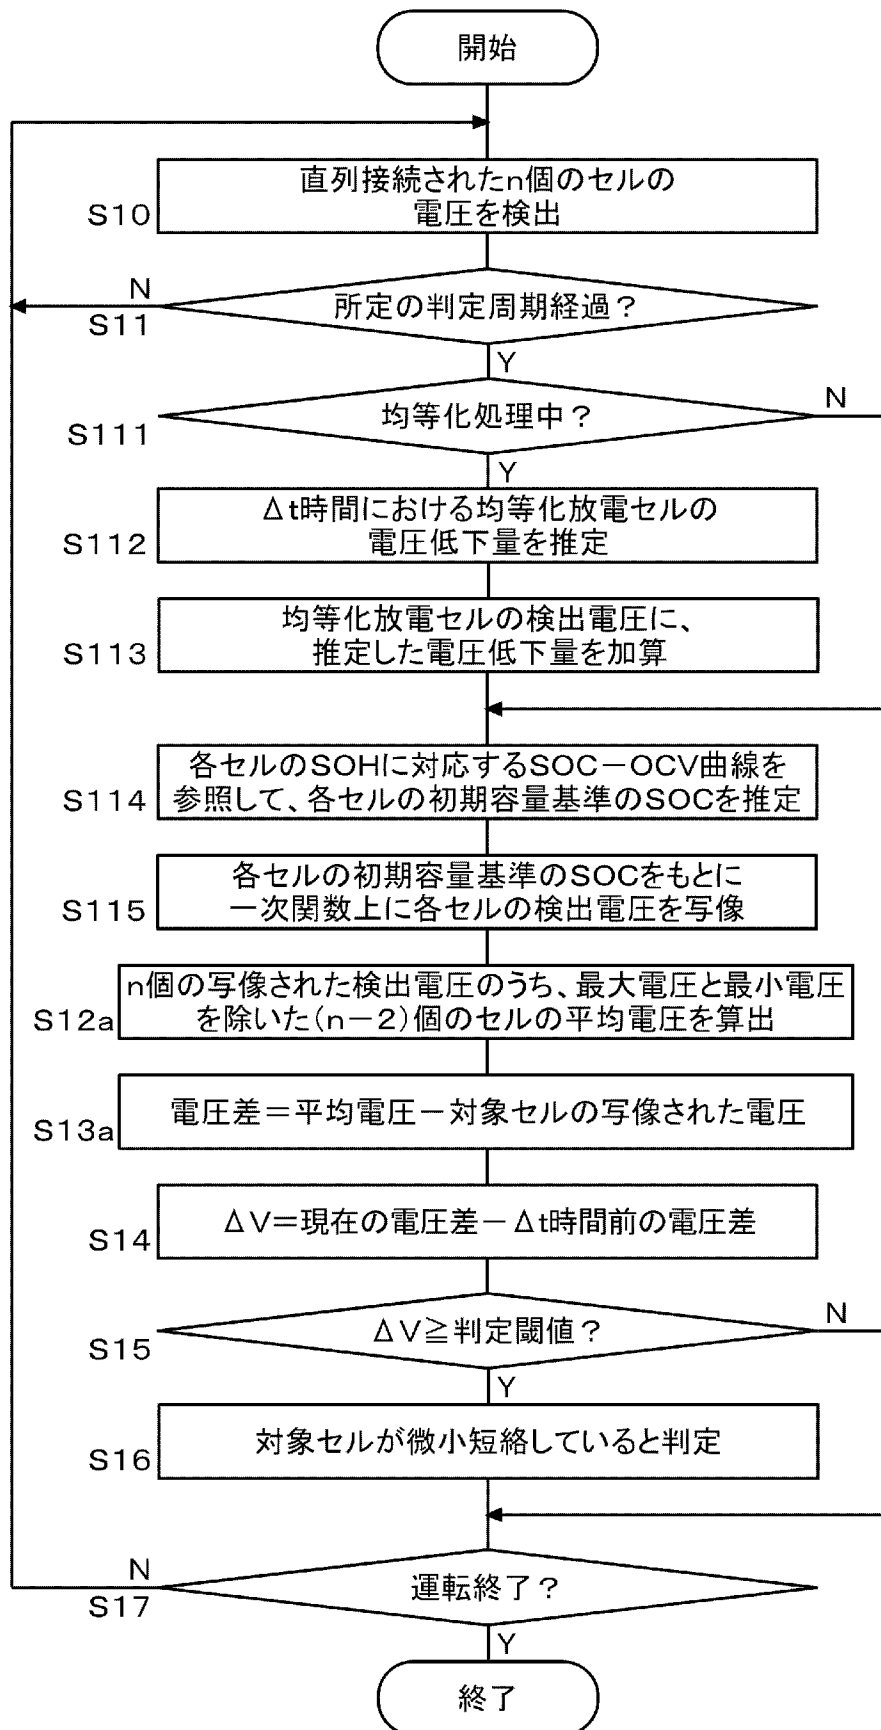 開始
直列接続されたn個のセルの
電圧を検出
S10
所定の判定周期経過？
N
S11
Y
均等化処理中？
N
S111
Y
Δt時間における均等化放電セルの
電圧低下量を推定
S112
均等化放電セルの検出電圧に、
推定した電圧低下量を加算
S113
各セルのSOHに対応するSOC－OCV曲線を
参照して、各セルの初期容量基準のSOCを推定
S114
各セルの初期容量基準のSOCをもとに
一次関数上に各セルの検出電圧を写像
S115
n個の写像された検出電圧のうち、最大電圧と最小電圧
を除いた(n－2)個のセルの平均電圧を算出
S12a
電圧差＝平均電圧－対象セルの写像された電圧
S13a
ΔV＝現在の電圧差－Δt時間前の電圧差
S14
ΔV≧判定閾値？
N
S15
Y
対象セルが微小短絡していると判定
S16
運転終了？
N
S17
Y
終了